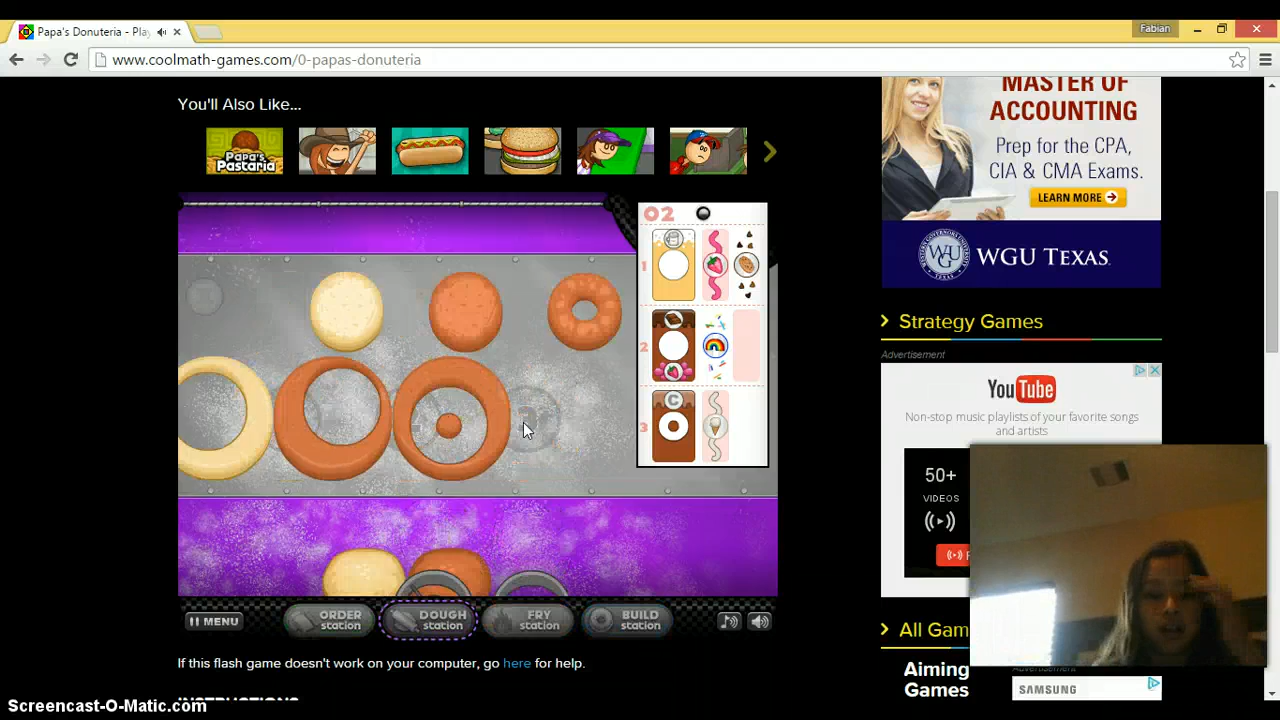 Papa's Donuteria - Play
Fabian
www.coolmath-games.com/0-papas-donuteria
You'll Also Like...
Papa's
Pastaria
MASTER OF
ACCOUNTING
Prep for the CPA,
CIA & CMA Exams.
LEARN MORE
WGU TEXAS
02
1
2
3
C
Strategy Games
Advertisement
YouTube
Non-stop music playlists of your favorite songs
and artists
50+
VIDEOS
MENU
ORDER
station
DOUGH
station
FRY
station
BUILD
station
If this flash game doesn't work on your computer, go here for help.
INSTRUCTIONS
All Gam
Advertisement
Aiming
Games
SAMSUNG
Screencast-O-Matic.com